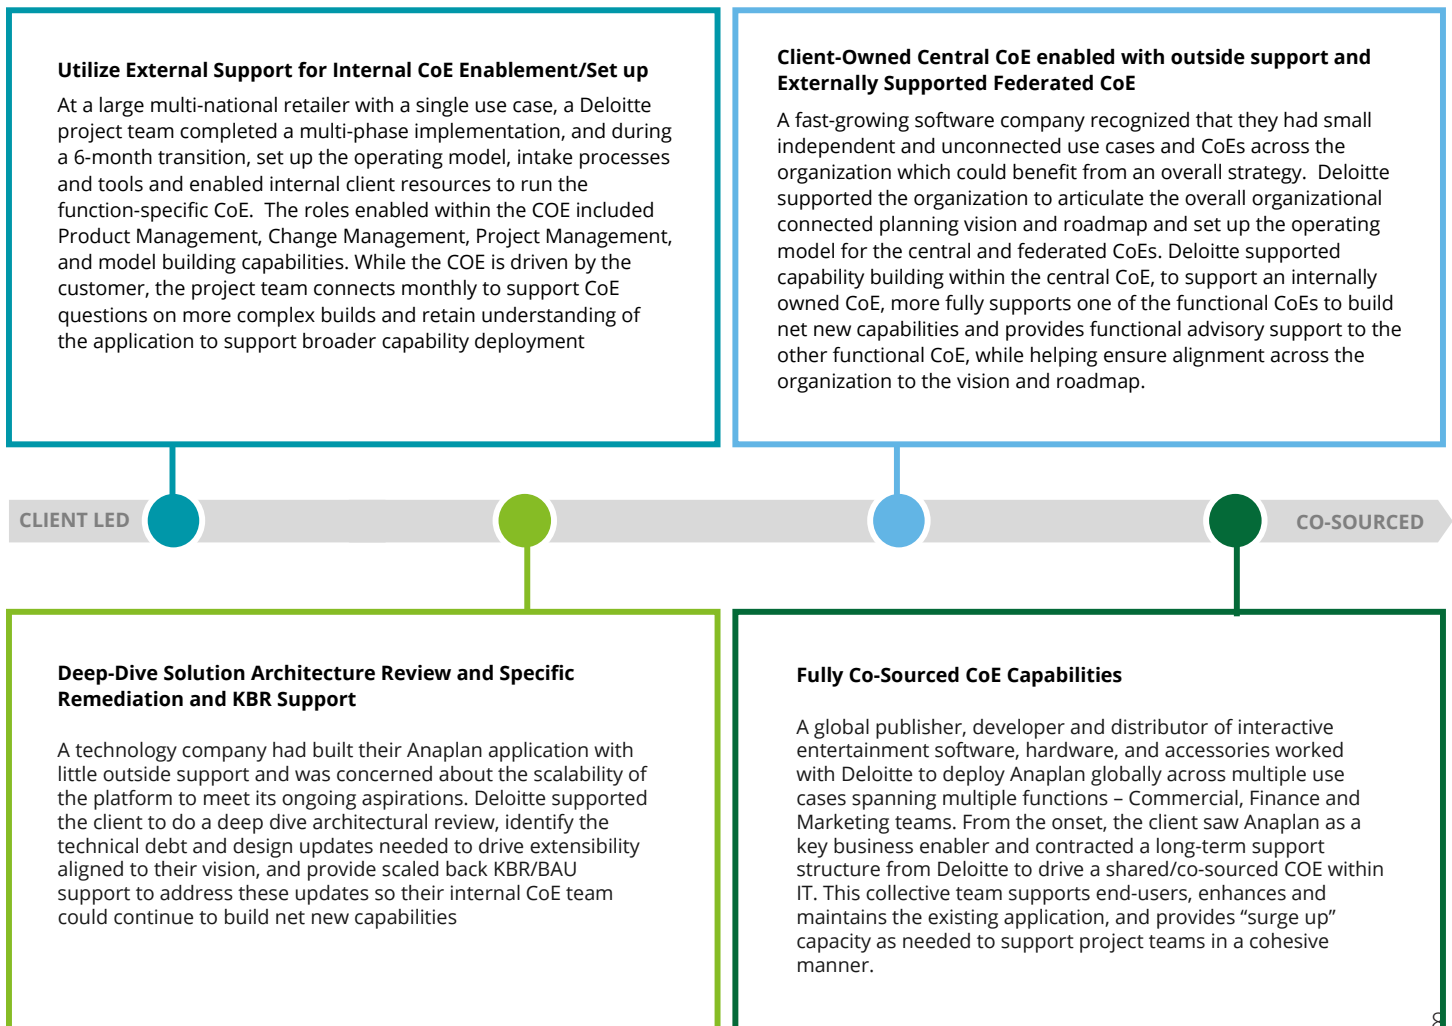 Utilize External Support for Internal CoE Enablement/Set up
At a large multi-national retailer with a single use case, a Deloitte
project team completed a multi-phase implementation, and during
a 6-month transition, set up the operating model, intake processes
and tools and enabled internal client resources to run the
function-specific CoE.  The roles enabled within the COE included
Product Management, Change Management, Project Management,
and model building capabilities. While the COE is driven by the
customer, the project team connects monthly to support CoE
questions on more complex builds and retain understanding of
the application to support broader capability deployment
Client-Owned Central CoE enabled with outside support and
Externally Supported Federated CoE
A fast-growing software company recognized that they had small
independent and unconnected use cases and CoEs across the
organization which could benefit from an overall strategy.  Deloitte
supported the organization to articulate the overall organizational
connected planning vision and roadmap and set up the operating
model for the central and federated CoEs. Deloitte supported
capability building within the central CoE, to support an internally
owned CoE, more fully supports one of the functional CoEs to build
net new capabilities and provides functional advisory support to the
other functional CoE, while helping ensure alignment across the
organization to the vision and roadmap.
CLIENT LED
CO-SOURCED
Deep-Dive Solution Architecture Review and Specific
Remediation and KBR Support
A technology company had built their Anaplan application with
little outside support and was concerned about the scalability of
the platform to meet its ongoing aspirations. Deloitte supported
the client to do a deep dive architectural review, identify the
technical debt and design updates needed to drive extensibility
aligned to their vision, and provide scaled back KBR/BAU
support to address these updates so their internal CoE team
could continue to build net new capabilities
Fully Co-Sourced CoE Capabilities
A global publisher, developer and distributor of interactive
entertainment software, hardware, and accessories worked
with Deloitte to deploy Anaplan globally across multiple use
cases spanning multiple functions – Commercial, Finance and
Marketing teams. From the onset, the client saw Anaplan as a
key business enabler and contracted a long-term support
structure from Deloitte to drive a shared/co-sourced COE within
IT. This collective team supports end-users, enhances and
maintains the existing application, and provides “surge up”
capacity as needed to support project teams in a cohesive
manner.